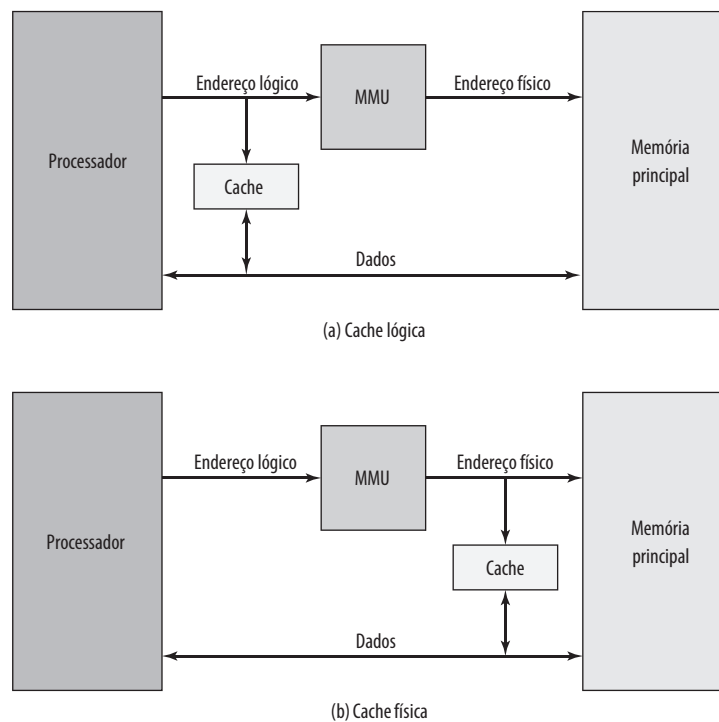 Endereço lógico
MMU
Endereço físico
Processador
Cache
Memória
principal
Dados
(a) Cache lógica
Endereço lógico
MMU
Endereço físico
Processador
Cache
Memória
principal
Dados
(b) Cache física